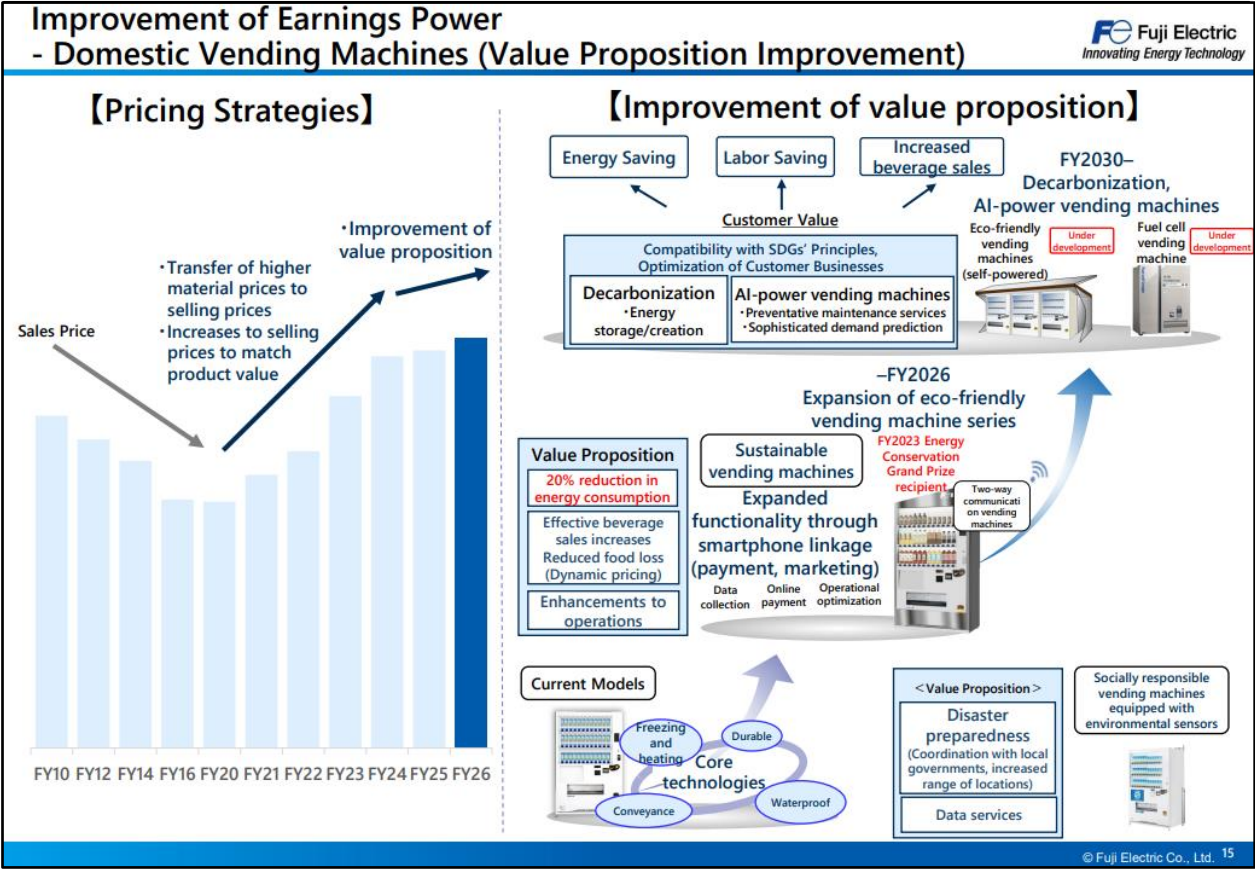 Improvement of Earnings Power
- Domestic Vending Machines (Value Proposition Improvement)
Fe Fuji Electric
Innovating Energy Technology
【Pricing Strategies】
Sales Price
・Transfer of higher
material prices to
selling prices
・Increases to selling
prices to match
product value
・Improvement of
value proposition
FY10 FY12 FY14 FY16 FY20 FY21 FY22 FY23 FY24 FY25 FY26
【Improvement of value proposition】
Energy Saving
Labor Saving
Increased
beverage sales
Customer Value
Compatibility with SDGs' Principles,
Optimization of Customer Businesses
Decarbonization
・Energy
storage/creation
AI-power vending machines
・Preventative maintenance services
・Sophisticated demand prediction
FY2030–
Decarbonization,
AI-power vending machines
Eco-friendly
vending
machines
(self-powered)
Under
development
Fuel cell
vending
machine
Under
development
–FY2026
Expansion of eco-friendly
vending machine series
Value Proposition
20% reduction in
energy consumption
Effective beverage
sales increases
Reduced food loss
(Dynamic pricing)
Enhancements to
operations
Sustainable
vending machines
Expanded
functionality through
smartphone linkage
(payment, marketing)
Data
collection
Online
payment
Operational
optimization
FY2023 Energy
Conservation
Grand Prize
recipient
Two-way
communicati
on vending
machines
Current Models
Freezing
and
heating
Durable
Core
technologies
Conveyance
Waterproof
＜Value Proposition＞
Disaster
preparedness
(Coordination with local
governments, increased
range of locations)
Data services
Socially responsible
vending machines
equipped with
environmental sensors
© Fuji Electric Co., Ltd. 15